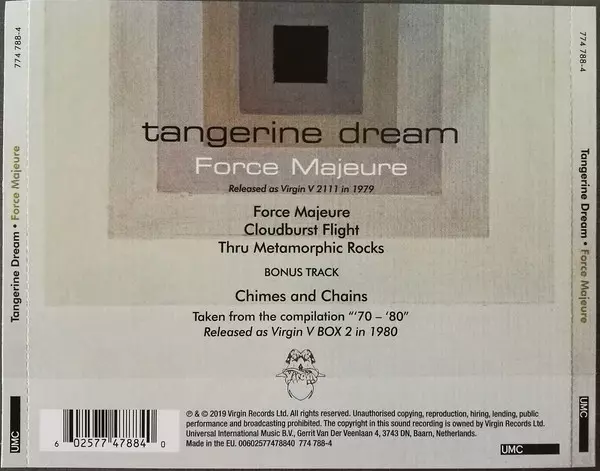 774 788-4
774 788-4
tangerine dream
Force Majeure
Released as Virgin V 2111 in 1979
Force Majeure
Cloudburst Flight
Thru Metamorphic Rocks
BONUS TRACK
Chimes and Chains
Taken from the compilation “‘70 – ‘80”
Released as Virgin V BOX 2 in 1980
Virgin
Tangerine Dream • Force Majeure
Tangerine Dream • Force Majeure
℗ & © 2019 Virgin Records Ltd. All rights reserved. Unauthorised copying, reproduction, hiring, lending, public
performance and broadcasting prohibited. The copyright in this sound recording is owned by Virgin Records Ltd.
Universal International Music B.V., Gerrit Van Der Veenlaan 4, 3743 DN, Baarn, Netherlands.
Made in the EU. 00602577478840 774 788-4
6 02577 47884 0
UMC
UMC
UMC